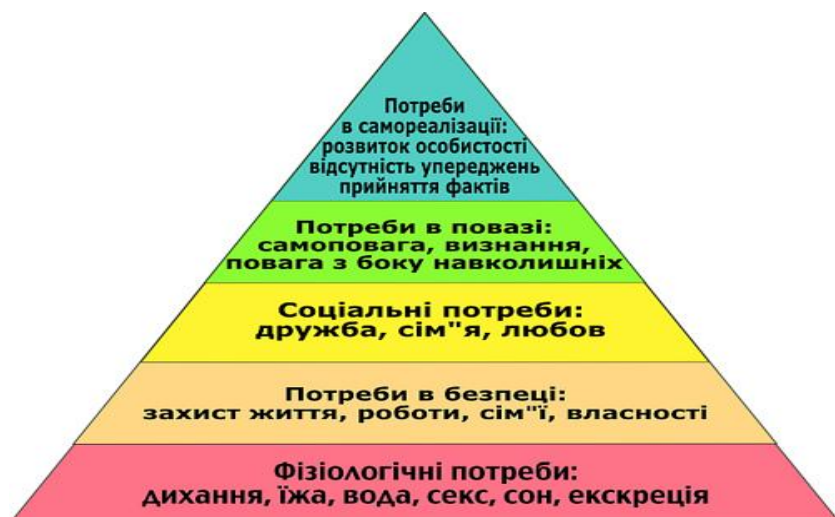 Потреби
в самореалізації:
розвиток особистості
відсутність упереджень
прийняття фактів
Потреби в повазі:
самоповага, визнання,
повага з боку навколишніх
Соціальні потреби:
дружба, сім"я, любов
Потреби в безпеці:
захист життя, роботи, сім"ї, власності
Фізіологічні потреби:
дихання, їжа, вода, секс, сон, екскреція